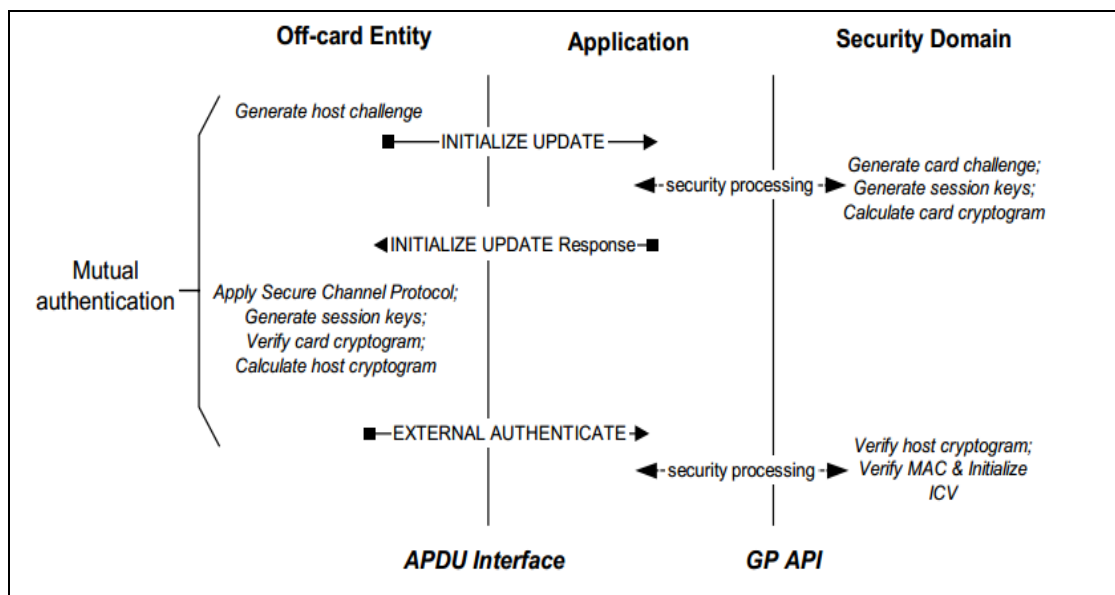 Off-card Entity
Application
Security Domain
Generate host challenge
INITIALIZE UPDATE
Generate card challenge;
security processing
Generate session keys;
Calculate card cryptogram
INITIALIZE UPDATE Response
Mutual
authentication
Apply Secure Channel Protocol;
Generate session keys;
Verify card cryptogram;
Calculate host cryptogram
EXTERNAL AUTHENTICATE
Verify host cryptogram;
security processing
Verify MAC & Initialize
ICV
APDU Interface
GP API